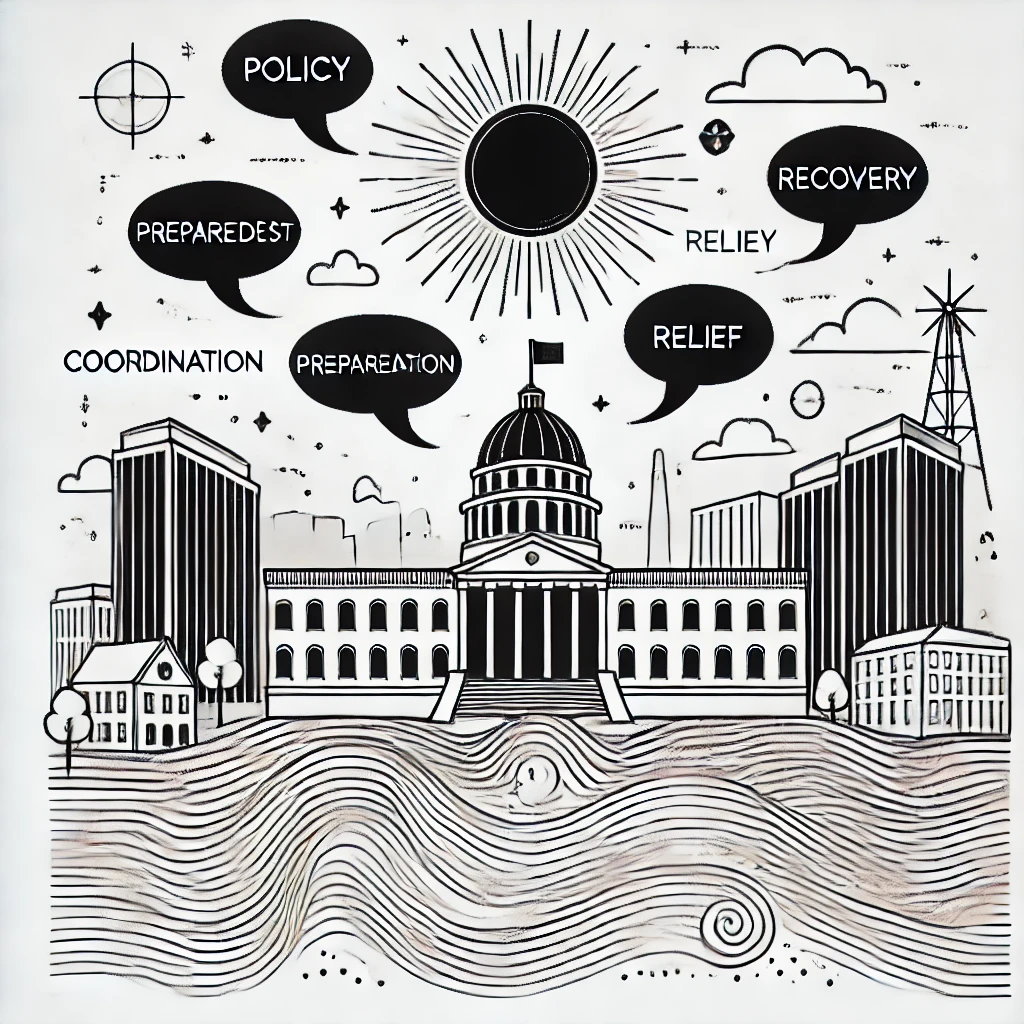 POLICY
RECOVERY
PREPAREDEST
RELIEY
RELIEF
COORDINATION
PREPAREATION